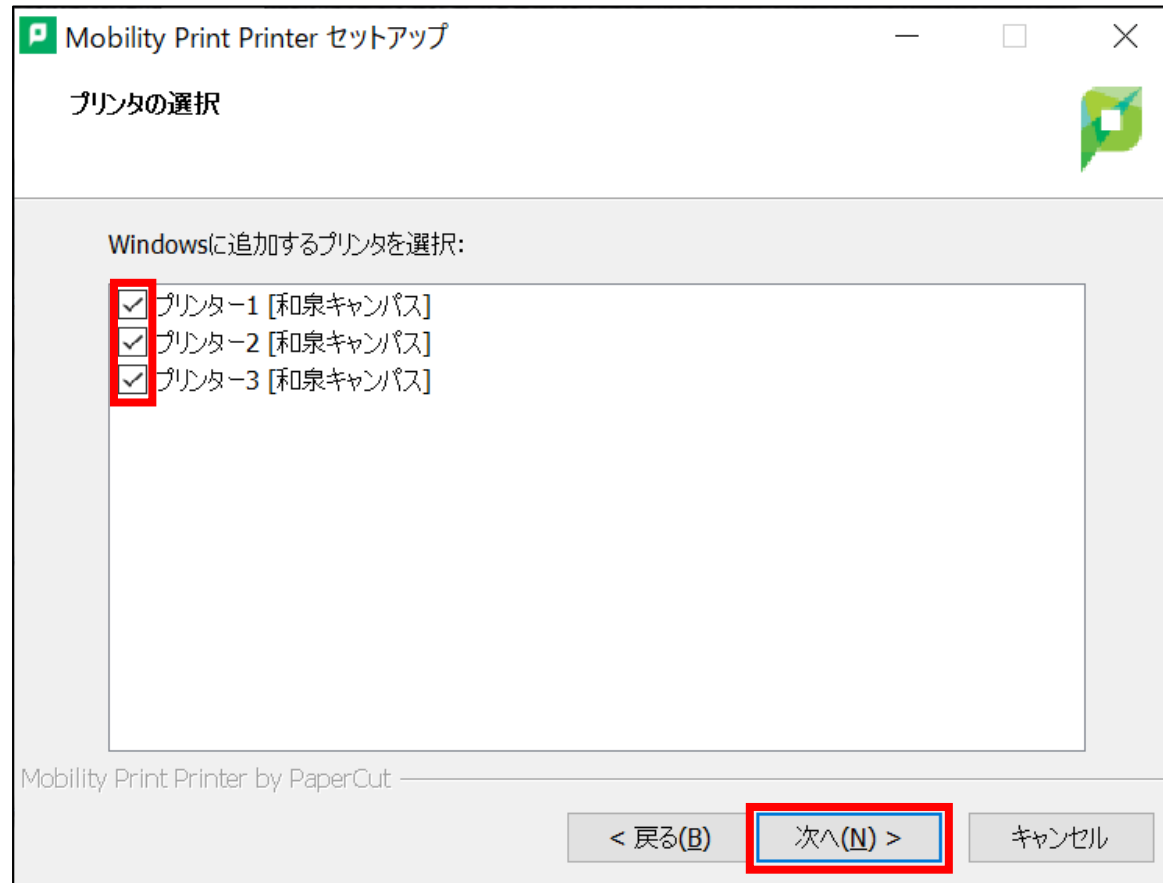 Mobility Print Printer セットアップ
プリンタの選択
Windowsに追加するプリンタを選択:
プリンター1 [和泉キャンパス]
プリンター2 [和泉キャンパス]
プリンター3 [和泉キャンパス]
Mobility Print Printer by PaperCut
< 戻る(B) 次へ(N) > キャンセル